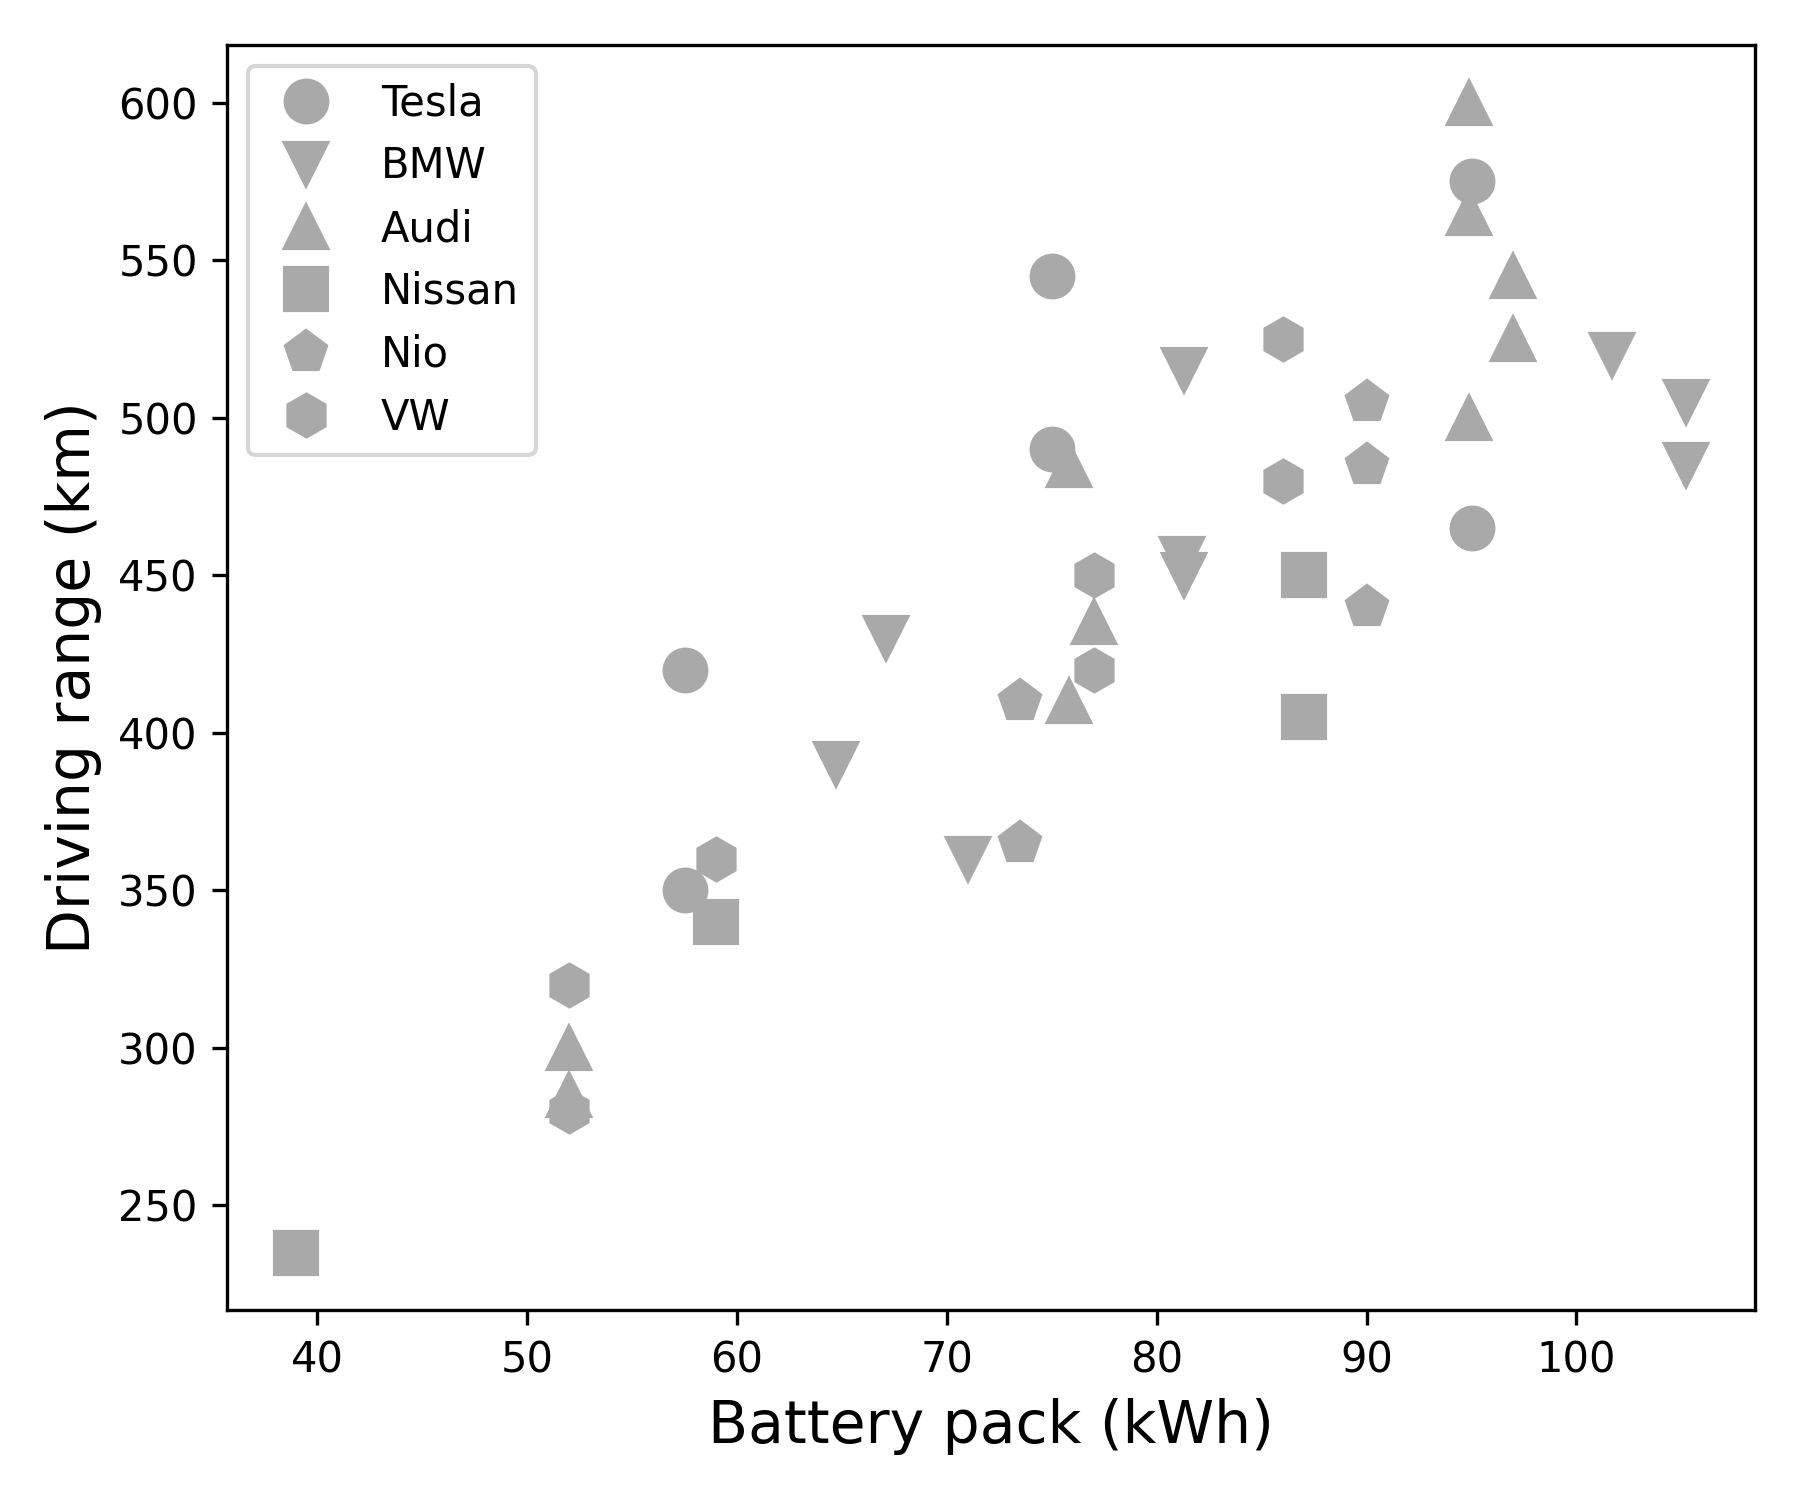 Tesla
BMW
Audi
Nissan
Nio
VW
600
550
500
450
400
350
300
250
Driving range (km)
40 50 60 70 80 90 100
Battery pack (kWh)